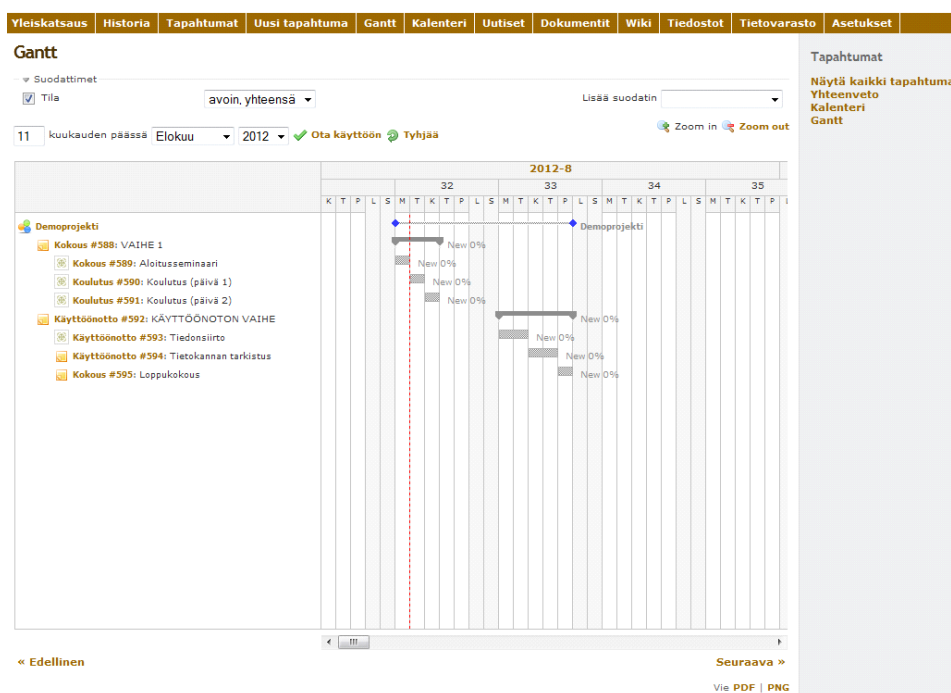 Yleiskatsaus Historia Tapahtumat Uusi tapahtuma Gantt Kalenteri Uutiset Dokumentit Wiki Tiedostot Tietovarasto Asetukset
Gantt
Suodattimet
Tila avoin, yhteensä Lisää suodatin
11 kuukauden päässä Elokuu 2012 Ota käyttöön Tyhjää Zoom in Zoom out
2012-8
32 33 34 35
K T P L S M T K T P L S M T K T P L S M T K T P L S M T K T P
Demoprojekti Demoprojekti
Kokous #588: VAIHE 1 New 0%
Kokous #589: Aloitusseminaari New 0%
Koulutus #590: Koulutus (päivä 1) New 0%
Koulutus #591: Koulutus (päivä 2) New 0%
Käyttöönotto #592: KÄYTTÖÖNOTON VAIHE New 0%
Käyttöönotto #593: Tiedonsiirto New 0%
Käyttöönotto #594: Tietokannan tarkistus New 0%
Kokous #595: Loppukokous New 0%
« Edellinen Seuraava »
Vie PDF | PNG
Tapahtumat
Näytä kaikki tapahtuma
Yhteenveto
Kalenteri
Gantt